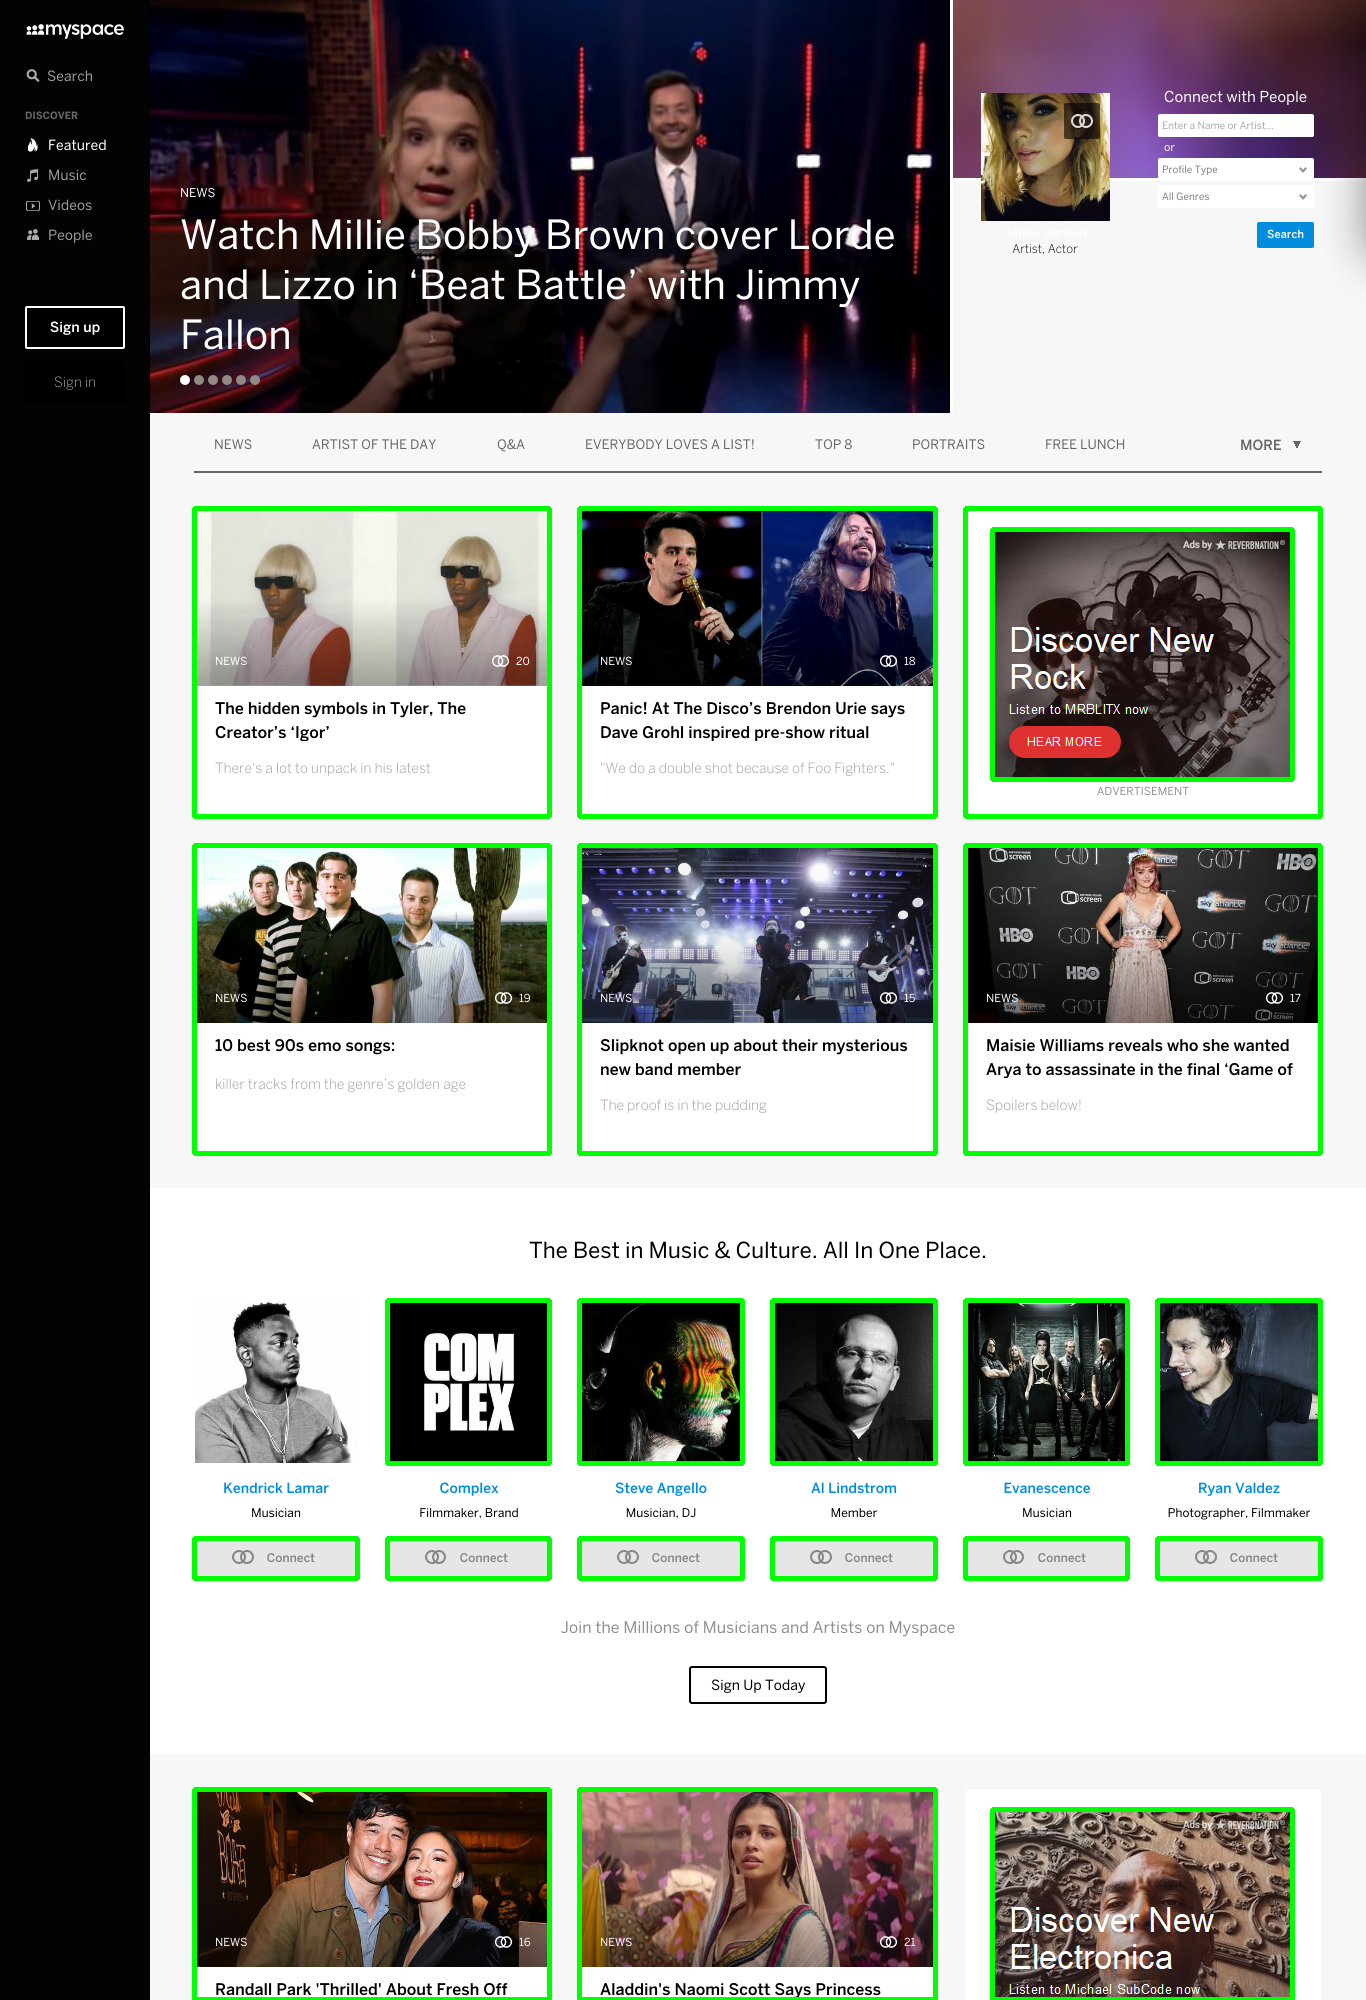 myspace
Search
DISCOVER
Featured
Music
Videos
People
Sign up
Sign in
NEWS
Watch Millie Bobby Brown cover Lorde
and Lizzo in ‘Beat Battle’ with Jimmy
Fallon
Artist, Actor
Connect with People
Enter a Name or Artist...
or
Profile Type
All Genres
Search
NEWS
ARTIST OF THE DAY
Q&A
EVERYBODY LOVES A LIST!
TOP 8
PORTRAITS
FREE LUNCH
MORE
NEWS
20
The hidden symbols in Tyler, The
Creator’s ‘Igor’
There's a lot to unpack in his latest
NEWS
18
Panic! At The Disco’s Brendon Urie says
Dave Grohl inspired pre-show ritual
"We do a double shot because of Foo Fighters."
Ads by REVERBNATION
Discover New
Rock
Listen to MRBLITX now
HEAR MORE
ADVERTISEMENT
NEWS
19
10 best 90s emo songs:
killer tracks from the genre's golden age
NEWS
15
Slipknot open up about their mysterious
new band member
The proof is in the pudding
GOT
HBO
sky atlantic
screen
NEWS
17
Maisie Williams reveals who she wanted
Arya to assassinate in the final ‘Game of
Spoilers below!
The Best in Music & Culture. All In One Place.
COM
PLEX
Kendrick Lamar
Musician
Connect
Complex
Filmmaker, Brand
Connect
Steve Angello
Musician, DJ
Connect
Al Lindstrom
Member
Connect
Evanescence
Musician
Connect
Ryan Valdez
Photographer, Filmmaker
Connect
Join the Millions of Musicians and Artists on Myspace
Sign Up Today
NEWS
16
Randall Park 'Thrilled' About Fresh Off
NEWS
21
Aladdin's Naomi Scott Says Princess
Ads by REVERBNATION
Discover New
Electronica
Listen to Michael SubCode now